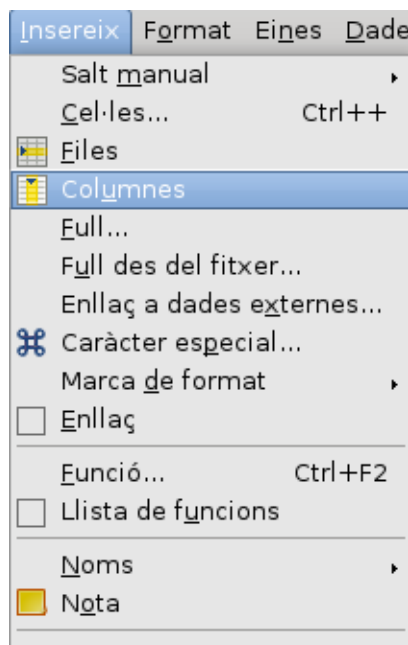 Insereix Format Eines Dade
Salt manual
Cel·les... Ctrl++
Files
Columnes
Full...
Full des del fitxer...
Enllaç a dades externes...
Caràcter especial...
Marca de format
Enllaç
Funció... Ctrl+F2
Llista de funcions
Noms
Nota